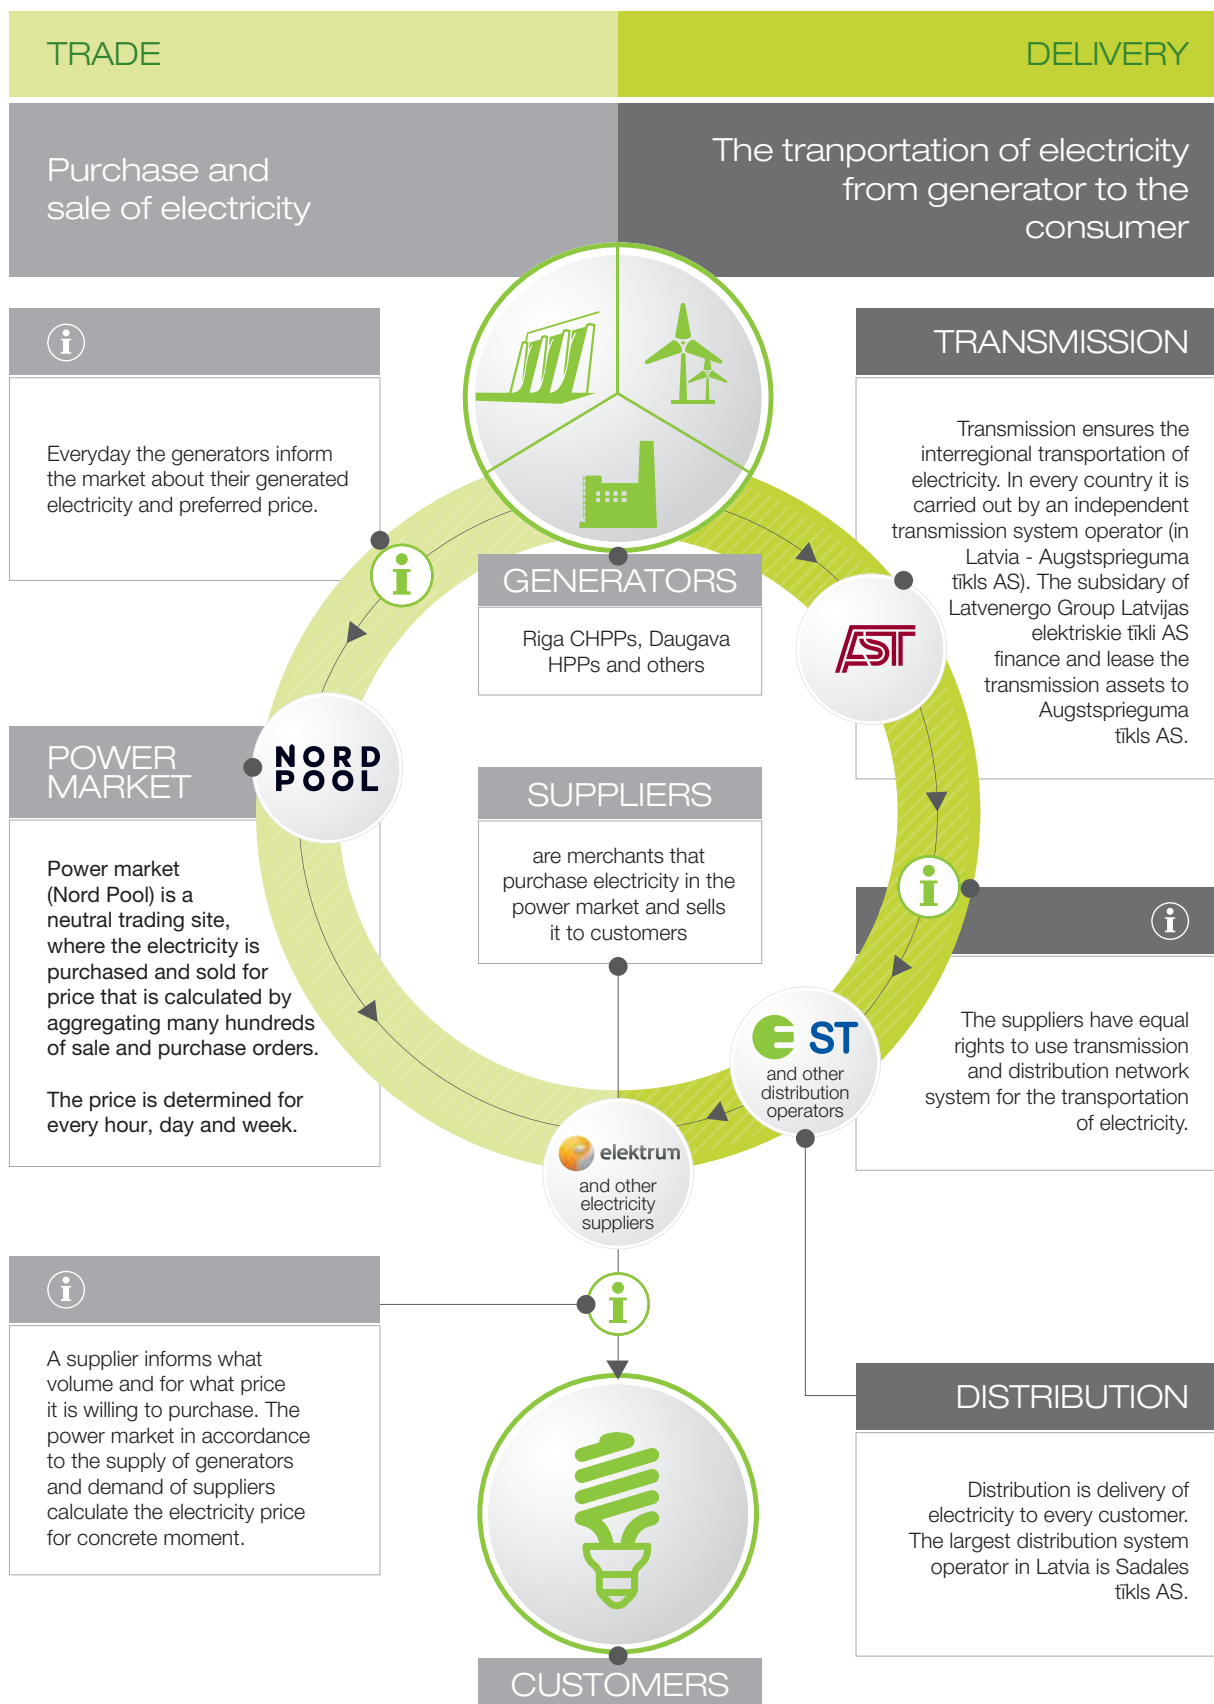 TRADE
DELIVERY
Purchase and
sale of electricity
The tranportation of electricity
from generator to the
consumer
Everyday the generators inform
the market about their generated
electricity and preferred price.
GENERATORS
Riga CHPPs, Daugava
HPPs and others
TRANSMISSION
Transmission ensures the
interregional transportation of
electricity. In every country it is
carried out by an independent
transmission system operator (in
Latvia - Augstsprieguma
tīkls AS). The subsidary of
Latvenergo Group Latvijas
elektriskie tīkli AS
finance and lease the
transmission assets to
Augstsprieguma
tīkls AS.
AST
NORD
POOL
POWER
MARKET
Power market
(Nord Pool) is a
neutral trading site,
where the electricity is
purchased and sold for
price that is calculated by
aggregating many hundreds
of sale and purchase orders.
The price is determined for
every hour, day and week.
SUPPLIERS
are merchants that
purchase electricity in the
power market and sells
it to customers
The suppliers have equal
rights to use transmission
and distribution network
system for the transportation
of electricity.
ST
and other
distribution
operators
elektrum
and other
electricity
suppliers
A supplier informs what
volume and for what price
it is willing to purchase. The
power market in accordance
to the supply of generators
and demand of suppliers
calculate the electricity price
for concrete moment.
DISTRIBUTION
Distribution is delivery of
electricity to every customer.
The largest distribution system
operator in Latvia is Sadales
tīkls AS.
CUSTOMERS